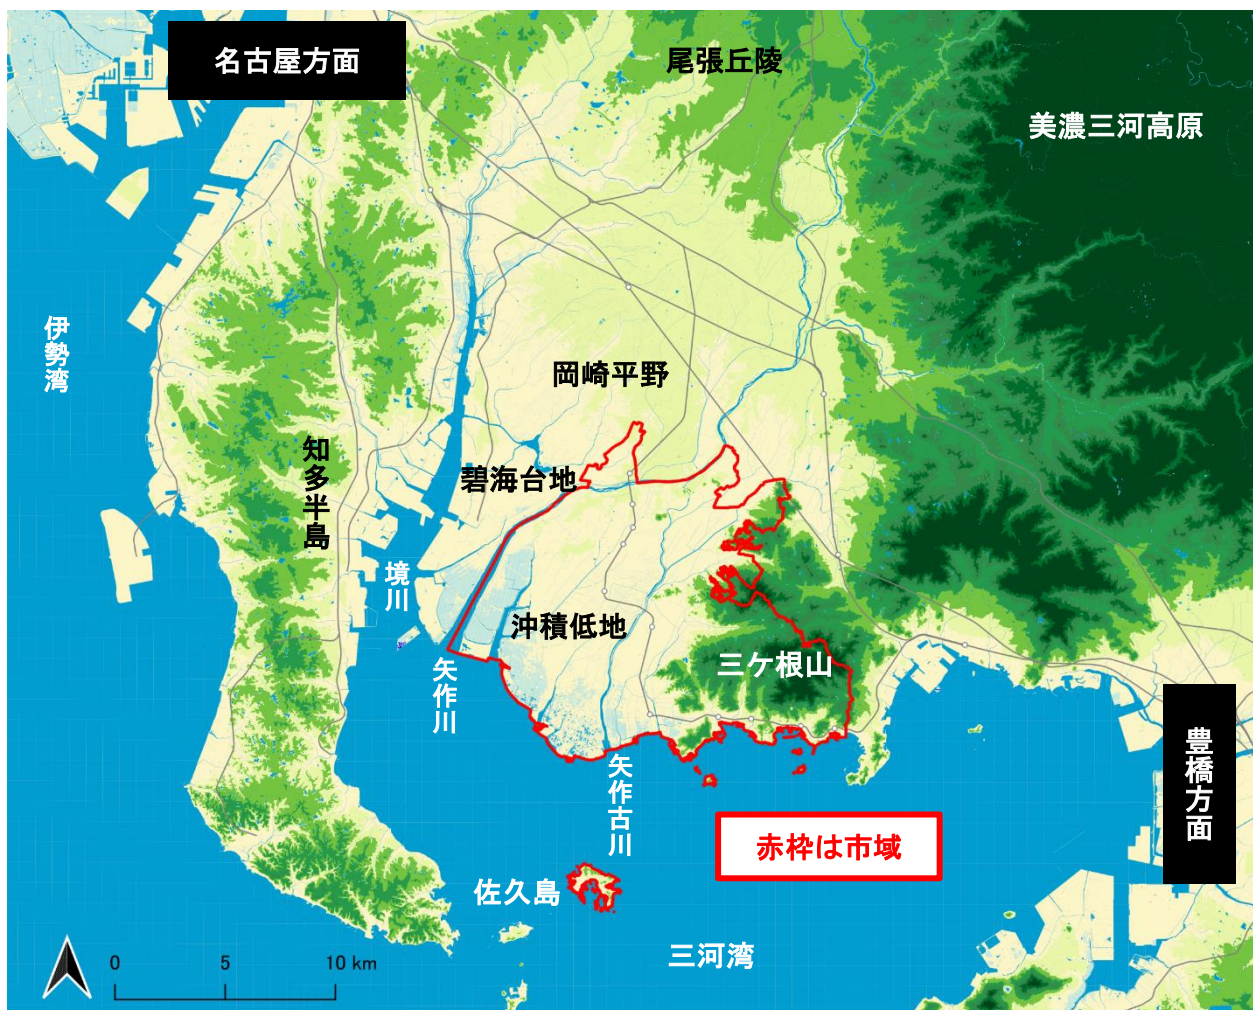 名古屋方面
尾張丘陵
美濃三河高原
伊勢湾
岡崎平野
知多半島
碧海台地
境川
沖積低地
矢作川
三ケ根山
豊橋方面
矢作古川
赤枠は市域
佐久島
三河湾
0 5 10 km